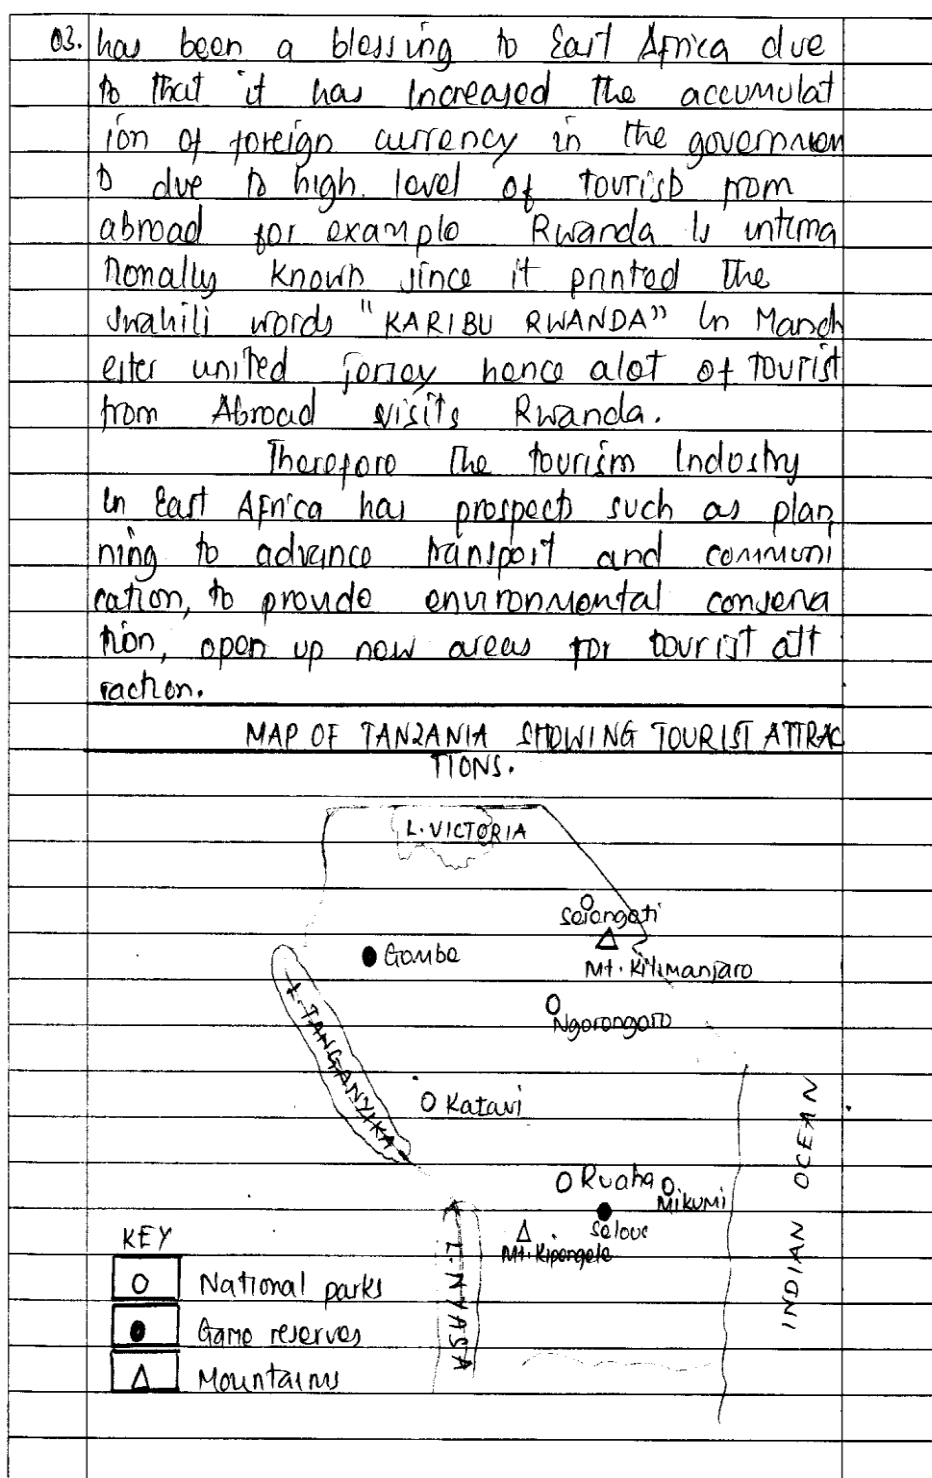 03. has been a blessing to East Africa due
to that it has increased the accumulat
ion of foreign currency in the governmen
t due to high level of tourists from
abroad for example Rwanda is interna
tionally known since it printed the
swahili words "KARIBU RWANDA" in Manch
ester united jersey hence alot of tourist
from Abroad visits Rwanda.
Therefore the tourism Industry
in East Africa has prospects such as plan
ning to advance transport and communi
cation, to provide environmental conserva
tion, open up new areas for tourist att
raction.
MAP OF TANZANIA SHOWING TOURIST ATTRAC
TIONS.
L. VICTORIA
Serengeti
Gombe
Mt. Kilimanjaro
Ngorongoro
L. TANGANYIKA
Katavi
INDIAN OCEAN
Ruaha
Mikumi
Selous
Mt. Kipengele
L. NYASA
KEY
National parks
Game reserves
Mountains